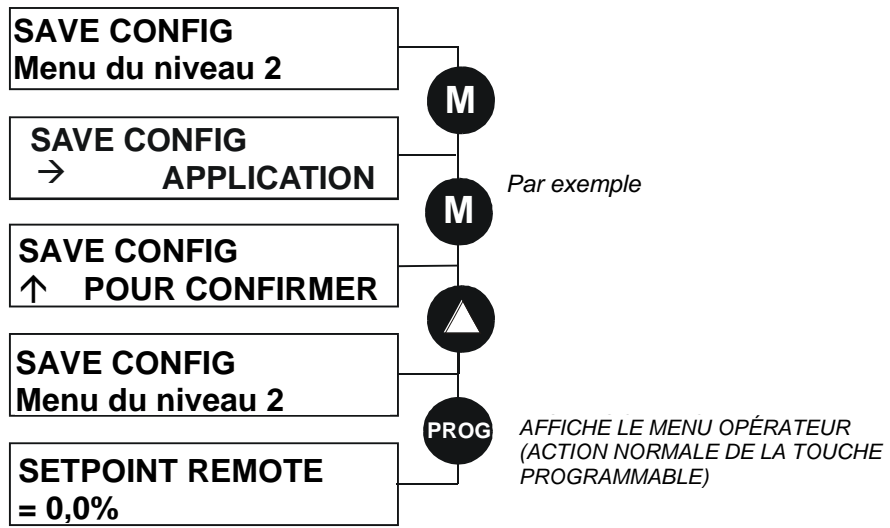 SAVE CONFIG
Menu du niveau 2
M
SAVE CONFIG
→ APPLICATION
Par exemple
M
SAVE CONFIG
↑ POUR CONFIRMER
SAVE CONFIG
Menu du niveau 2
PROG
AFFICHE LE MENU OPÉRATEUR
(ACTION NORMALE DE LA TOUCHE
PROGRAMMABLE)
SETPOINT REMOTE
= 0,0%